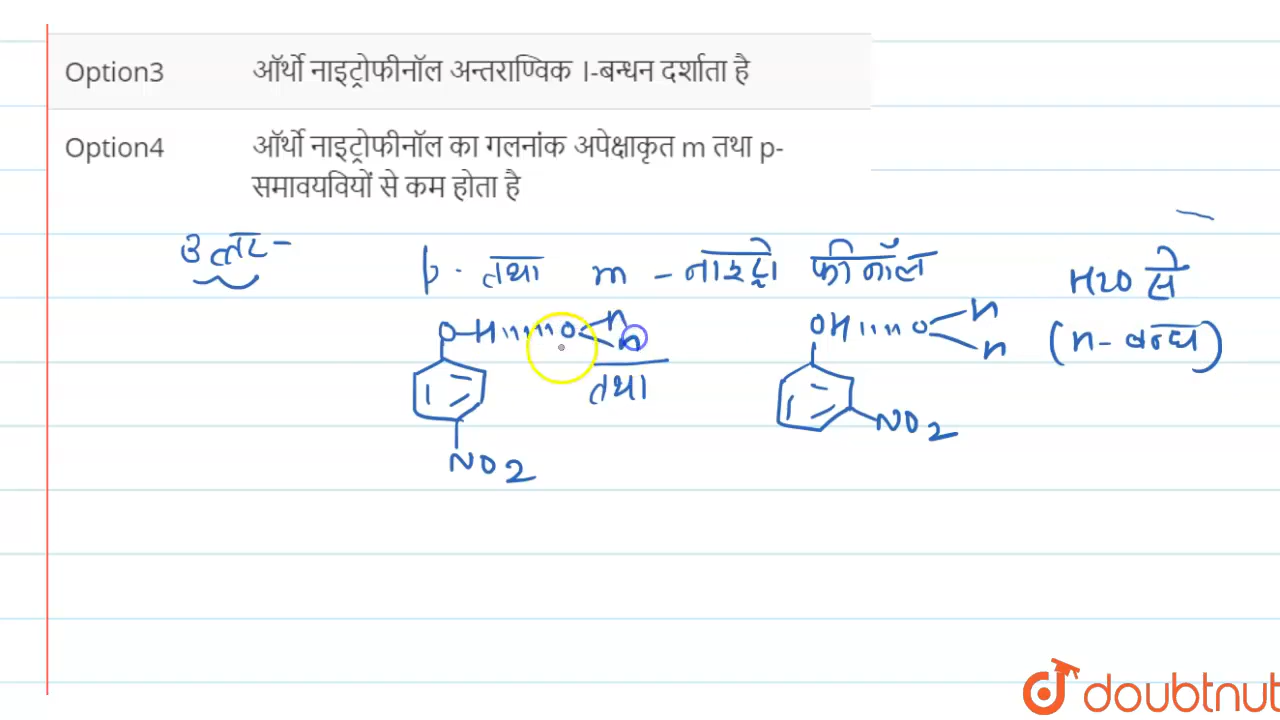 Option3 ऑर्थो नाइट्रोफीनॉल अन्तराण्विक ।-बन्धन दर्शाता है
Option4 ऑर्थो नाइट्रोफीनॉल का गलनांक अपेक्षाकृत m तथा p-
समावयवियों से कम होता है
उत्तर- p. तथा m - नाइट्रो फीनॉल H2O से
O-H O H H
OH O H H
(H- बन्ध)
तथा
NO2
NO2
doubtnut